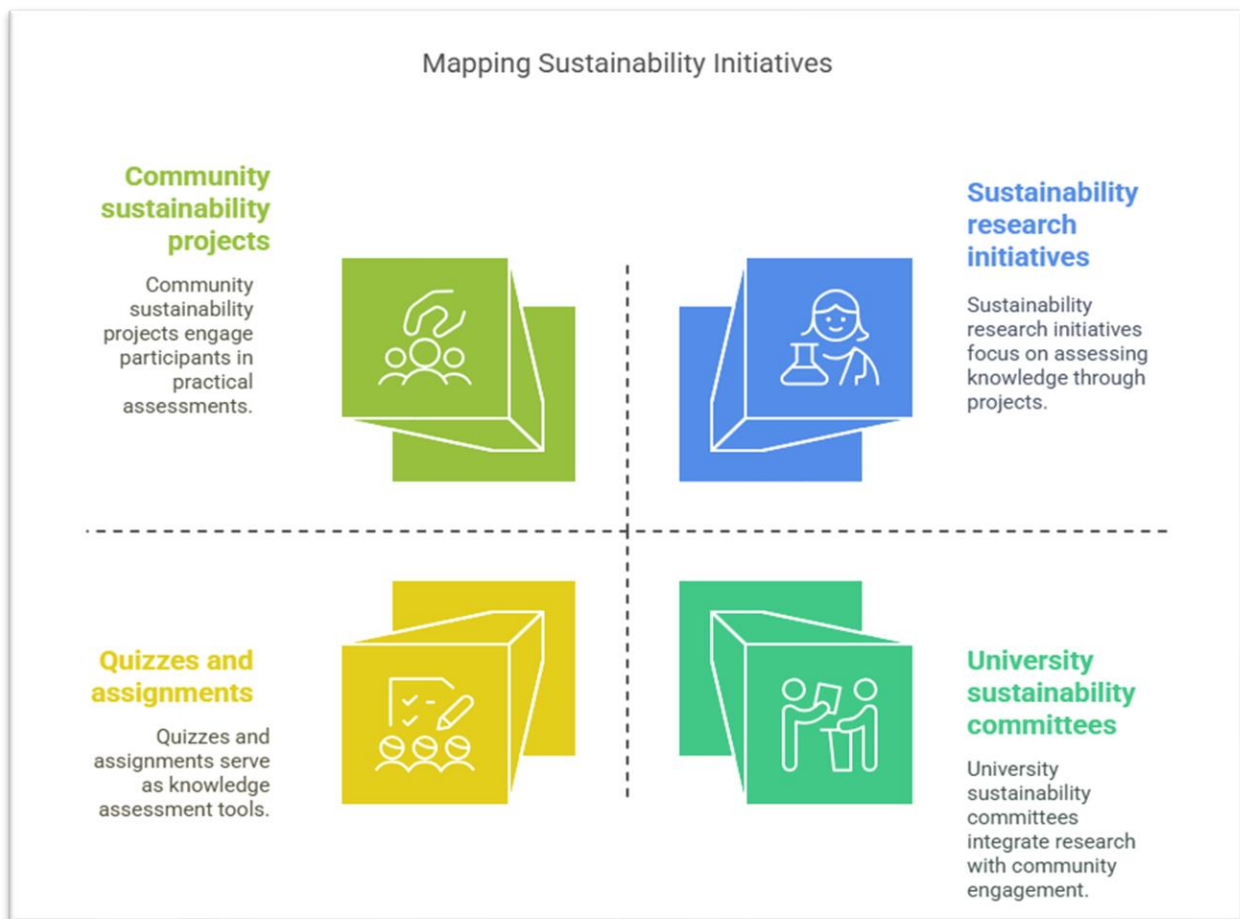 Mapping Sustainability Initiatives
Community
sustainability
projects
Community
sustainability
projects engage
participants in
practical
assessments.
Sustainability
research
initiatives
Sustainability
research initiatives
focus on assessing
knowledge through
projects.
Quizzes and
assignments
Quizzes and
assignments serve
as knowledge
assessment tools.
University
sustainability
committees
University
sustainability
committees
integrate research
with community
engagement.